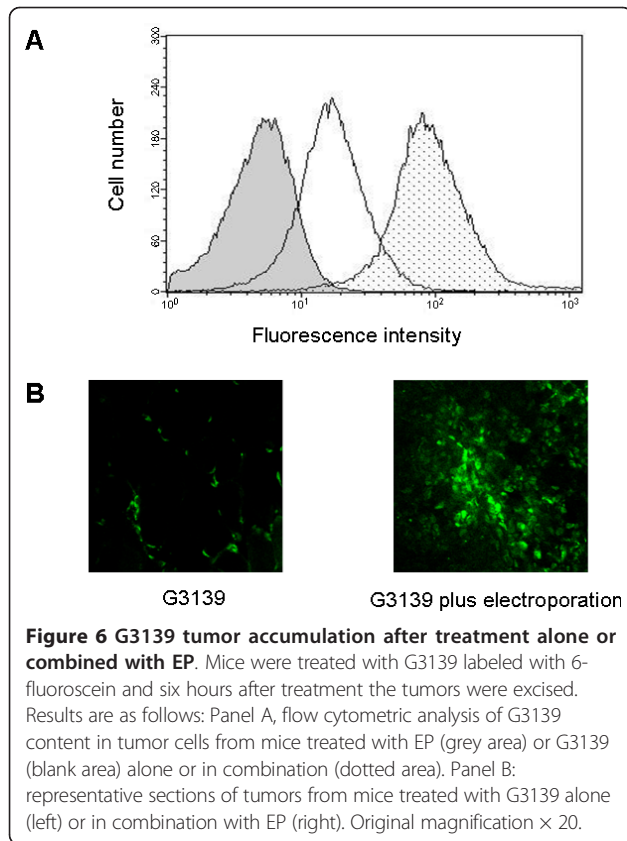 A
300
240
180
120
60
0
Cell number
10⁰ 10¹ 10² 10³
Fluorescence intensity
B
G3139 G3139 plus electroporation
Figure 6 G3139 tumor accumulation after treatment alone or
combined with EP. Mice were treated with G3139 labeled with 6-
fluoroscein and six hours after treatment the tumors were excised.
Results are as follows: Panel A, flow cytometric analysis of G3139
content in tumor cells from mice treated with EP (grey area) or G3139
(blank area) alone or in combination (dotted area). Panel B:
representative sections of tumors from mice treated with G3139 alone
(left) or in combination with EP (right). Original magnification × 20.